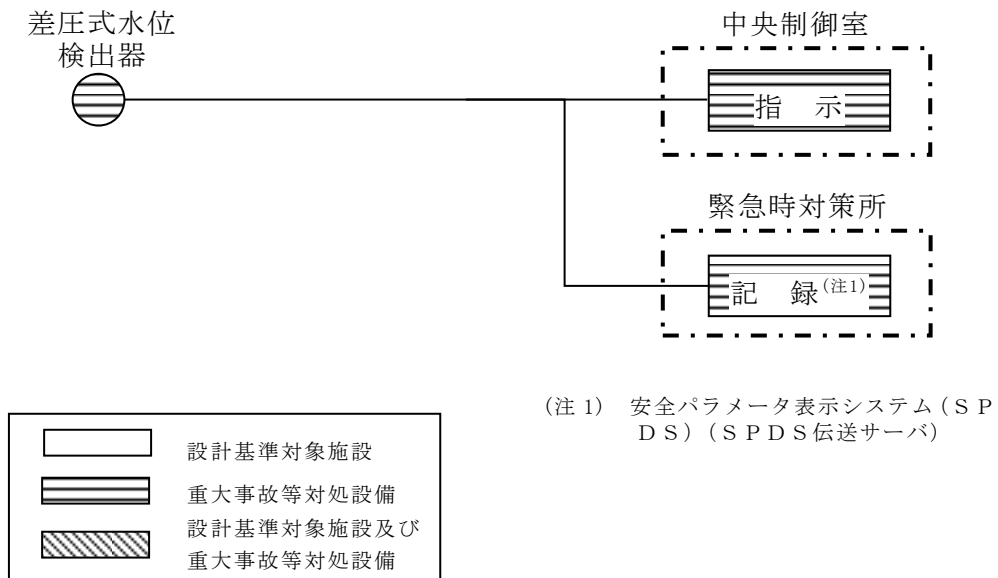 差圧式水位
検出器
中央制御室
指　示
緊急時対策所
記　録(注1)
(注 1)　安全パラメータ表示システム(ＳＰ
ＤＳ)(ＳＰＤＳ伝送サーバ)
設計基準対象施設
重大事故等対処設備
設計基準対象施設及び
重大事故等対処設備